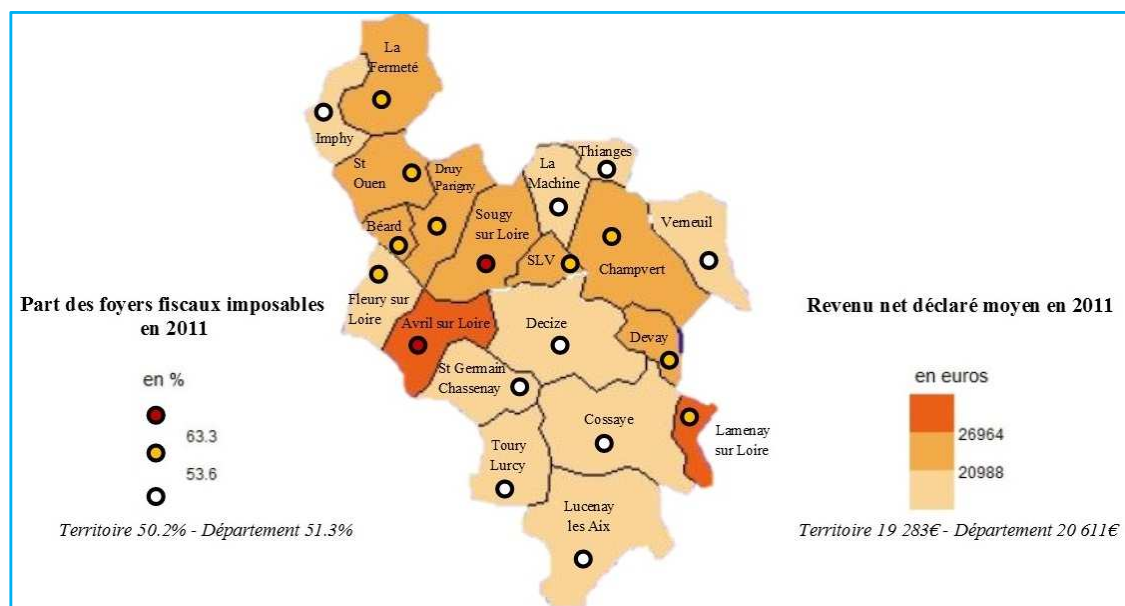 La
Fermeté
Imphy
St
Ouen
Druy
Parigny
Béard
Sougy
sur Loire
La
Machine
Thianges
Verneuil
SLV
Champvert
Fleury sur
Loire
Avril sur Loire
Decize
Devay
St Germain
Chassenay
Cossaye
Lamenay
sur Loire
Toury
Lurcy
Lucenay
les Aix
Part des foyers fiscaux imposables
en 2011
en %
63.3
53.6
Territoire 50.2% - Département 51.3%
Revenu net déclaré moyen en 2011
en euros
26964
20988
Territoire 19 283€ - Département 20 611€